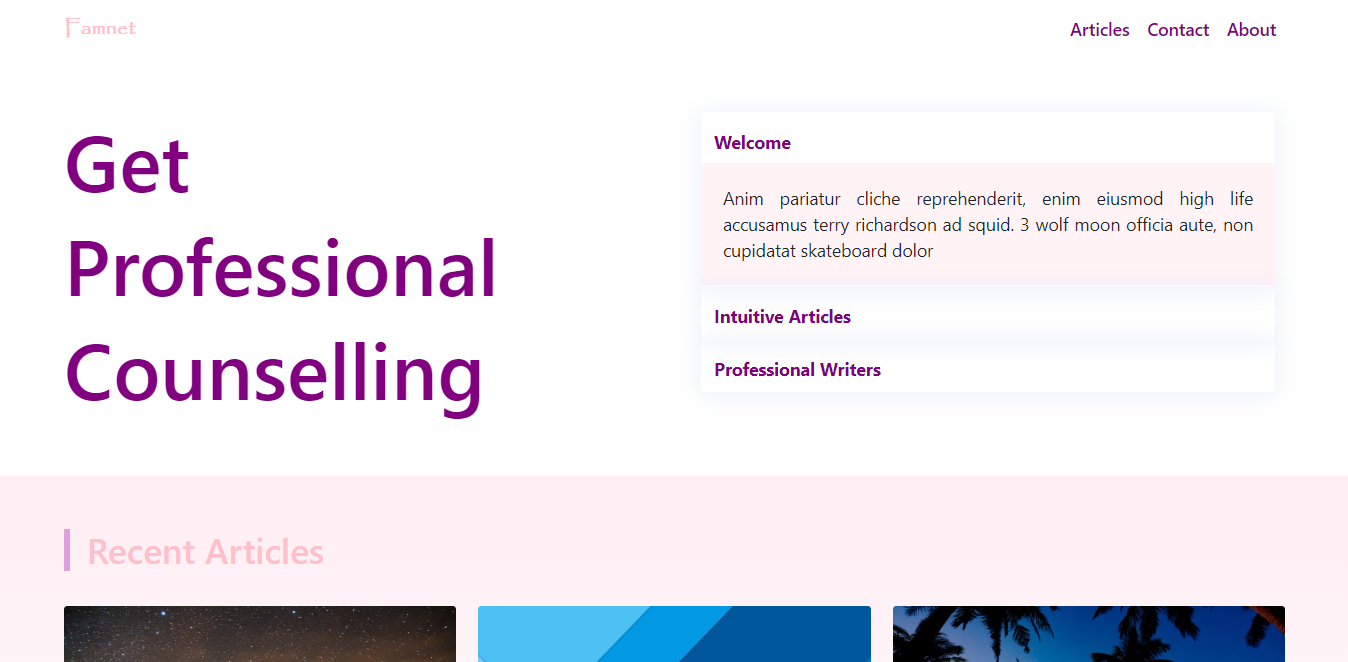 Famnet
Articles Contact About
Get
Professional
Counselling
Welcome
Anim pariatur cliche reprehenderit, enim eiusmod high life
accusamus terry richardson ad squid. 3 wolf moon officia aute, non
cupidatat skateboard dolor
Intuitive Articles
Professional Writers
Recent Articles